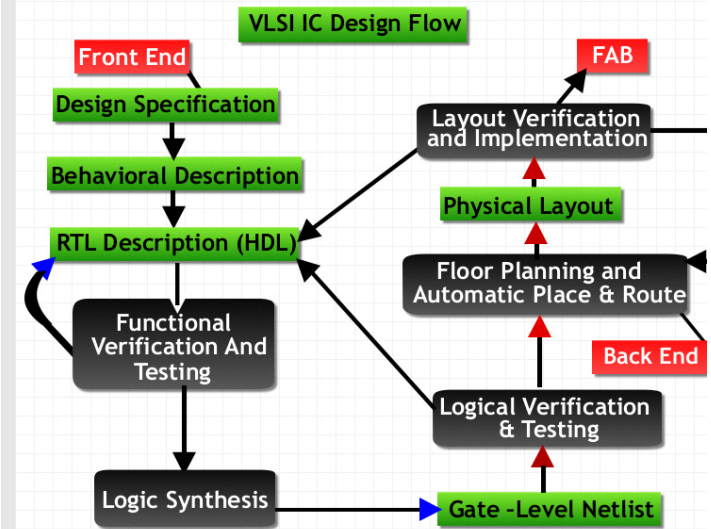 VLSI IC Design Flow
Front End
Design Specification
Behavioral Description
RTL Description (HDL)
Functional
Verification And
Testing
Logic Synthesis
Gate -Level Netlist
Logical Verification
& Testing
Floor Planning and
Automatic Place & Route
Back End
Physical Layout
Layout Verification
and Implementation
FAB